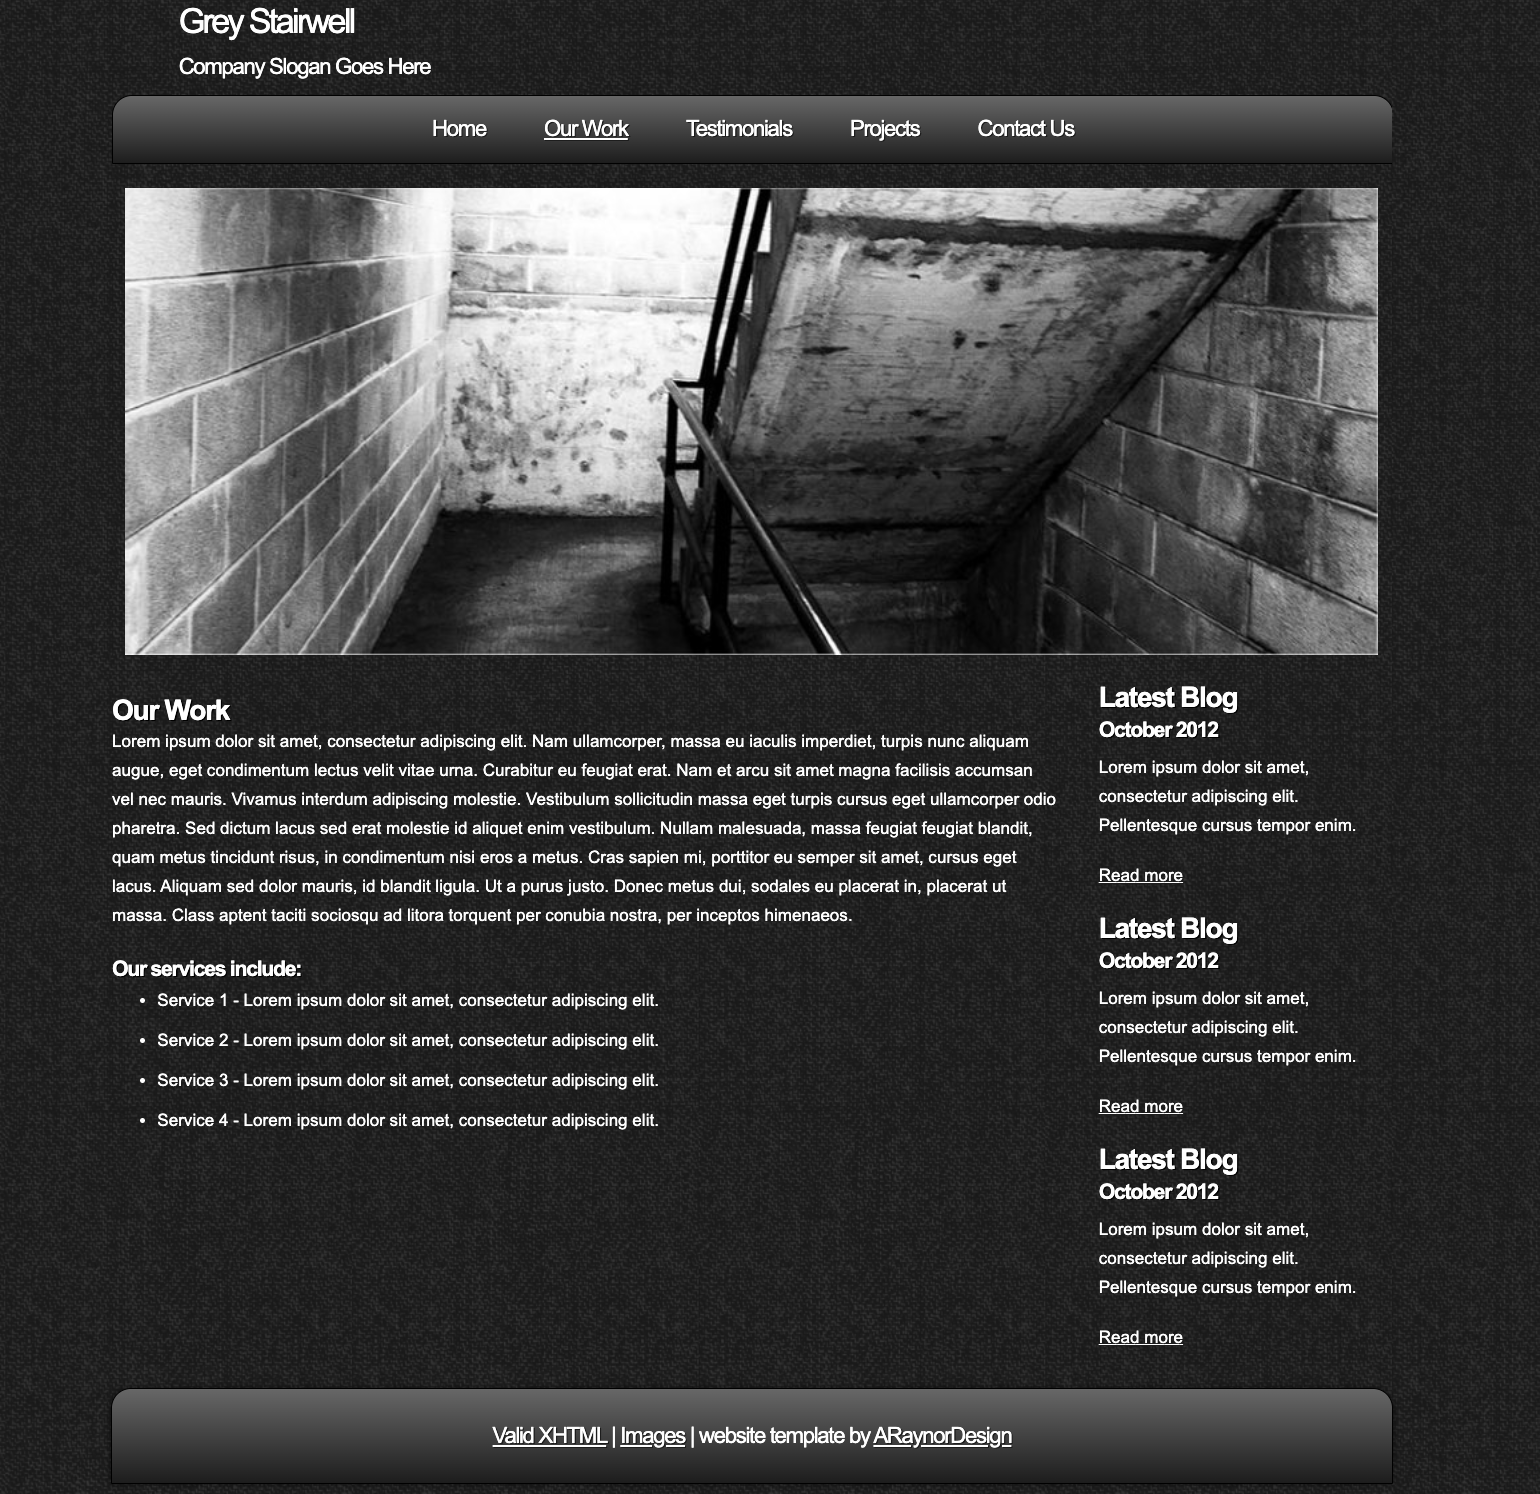 Grey Stairwell
Company Slogan Goes Here
Home Our Work Testimonials Projects Contact Us
Our Work
Lorem ipsum dolor sit amet, consectetur adipiscing elit. Nam ullamcorper, massa eu iaculis imperdiet, turpis nunc aliquam
augue, eget condimentum lectus velit vitae urna. Curabitur eu feugiat erat. Nam et arcu sit amet magna facilisis accumsan
vel nec mauris. Vivamus interdum adipiscing molestie. Vestibulum sollicitudin massa eget turpis cursus eget ullamcorper odio
pharetra. Sed dictum lacus sed erat molestie id aliquet enim vestibulum. Nullam malesuada, massa feugiat feugiat blandit,
quam metus tincidunt risus, in condimentum nisi eros a metus. Cras sapien mi, porttitor eu semper sit amet, cursus eget
lacus. Aliquam sed dolor mauris, id blandit ligula. Ut a purus justo. Donec metus dui, sodales eu placerat in, placerat ut
massa. Class aptent taciti sociosqu ad litora torquent per conubia nostra, per inceptos himenaeos.
Our services include:
• Service 1 - Lorem ipsum dolor sit amet, consectetur adipiscing elit.
• Service 2 - Lorem ipsum dolor sit amet, consectetur adipiscing elit.
• Service 3 - Lorem ipsum dolor sit amet, consectetur adipiscing elit.
• Service 4 - Lorem ipsum dolor sit amet, consectetur adipiscing elit.
Latest Blog
October 2012
Lorem ipsum dolor sit amet,
consectetur adipiscing elit.
Pellentesque cursus tempor enim.
Read more
Latest Blog
October 2012
Lorem ipsum dolor sit amet,
consectetur adipiscing elit.
Pellentesque cursus tempor enim.
Read more
Latest Blog
October 2012
Lorem ipsum dolor sit amet,
consectetur adipiscing elit.
Pellentesque cursus tempor enim.
Read more
Valid XHTML | Images | website template by ARaynorDesign